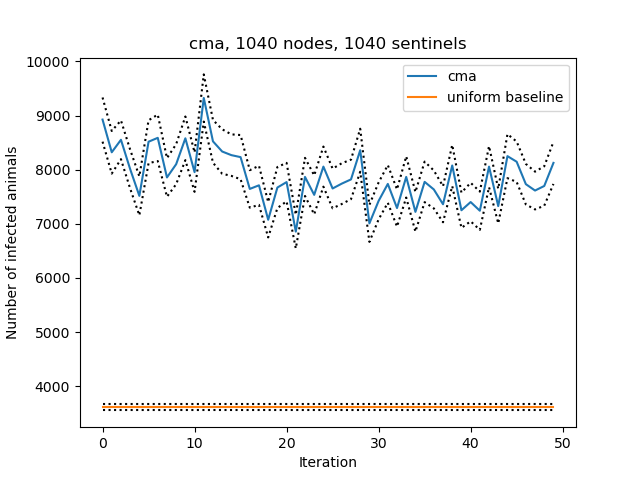 cma, 1040 nodes, 1040 sentinels
cma
uniform baseline
Number of infected animals
10000
9000
8000
7000
6000
5000
4000
0
10
20
30
40
50
Iteration